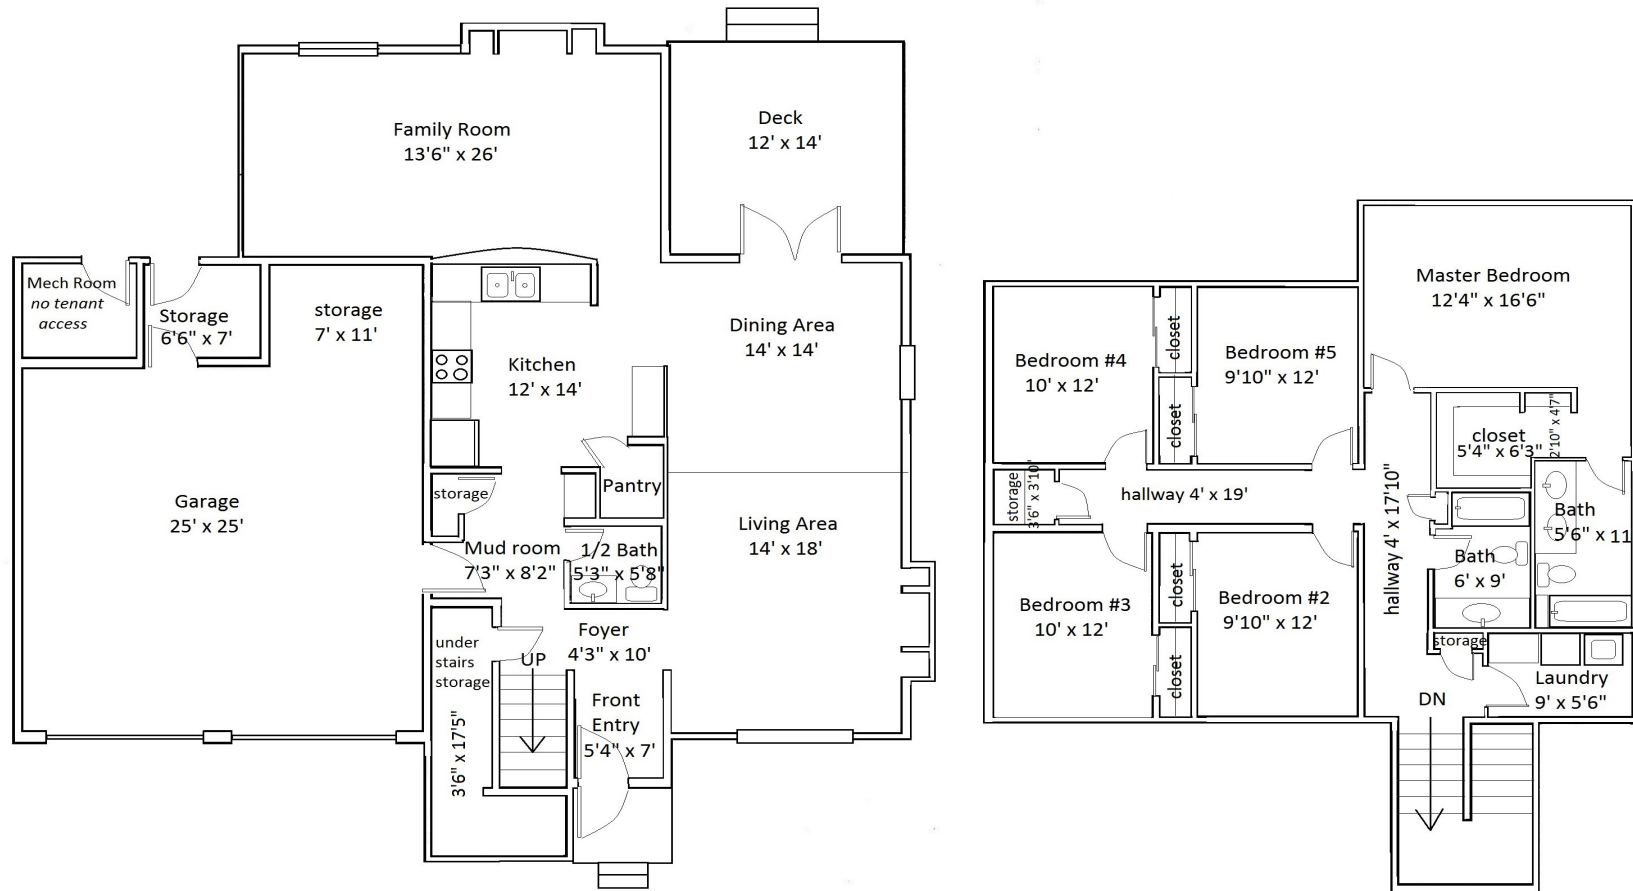 Family Room
13'6" x 26'
Deck
12' x 14'
Mech Room
no tenant
access
Storage
6'6" x 7'
storage
7' x 11'
Kitchen
12' x 14'
Dining Area
14' x 14'
Garage
25' x 25'
storage
Pantry
Mud room
7'3" x 8'2"
1/2 Bath
5'3" x 5'8"
Living Area
14' x 18'
Foyer
4'3" x 10'
under
stairs
storage
3'6" x 17'5"
UP
Front
Entry
5'4" x 7'
Master Bedroom
12'4" x 16'6"
Bedroom #4
10' x 12'
closet
closet
Bedroom #5
9'10" x 12'
closet
5'4" x 6'3"
2'10" x 4'7"
storage
3'6" x 3'10"
hallway 4' x 19'
hallway 4' x 17'10"
Bath
5'6" x 11
Bath
6' x 9'
Bedroom #3
10' x 12'
closet
closet
Bedroom #2
9'10" x 12'
storage
Laundry
9' x 5'6"
DN